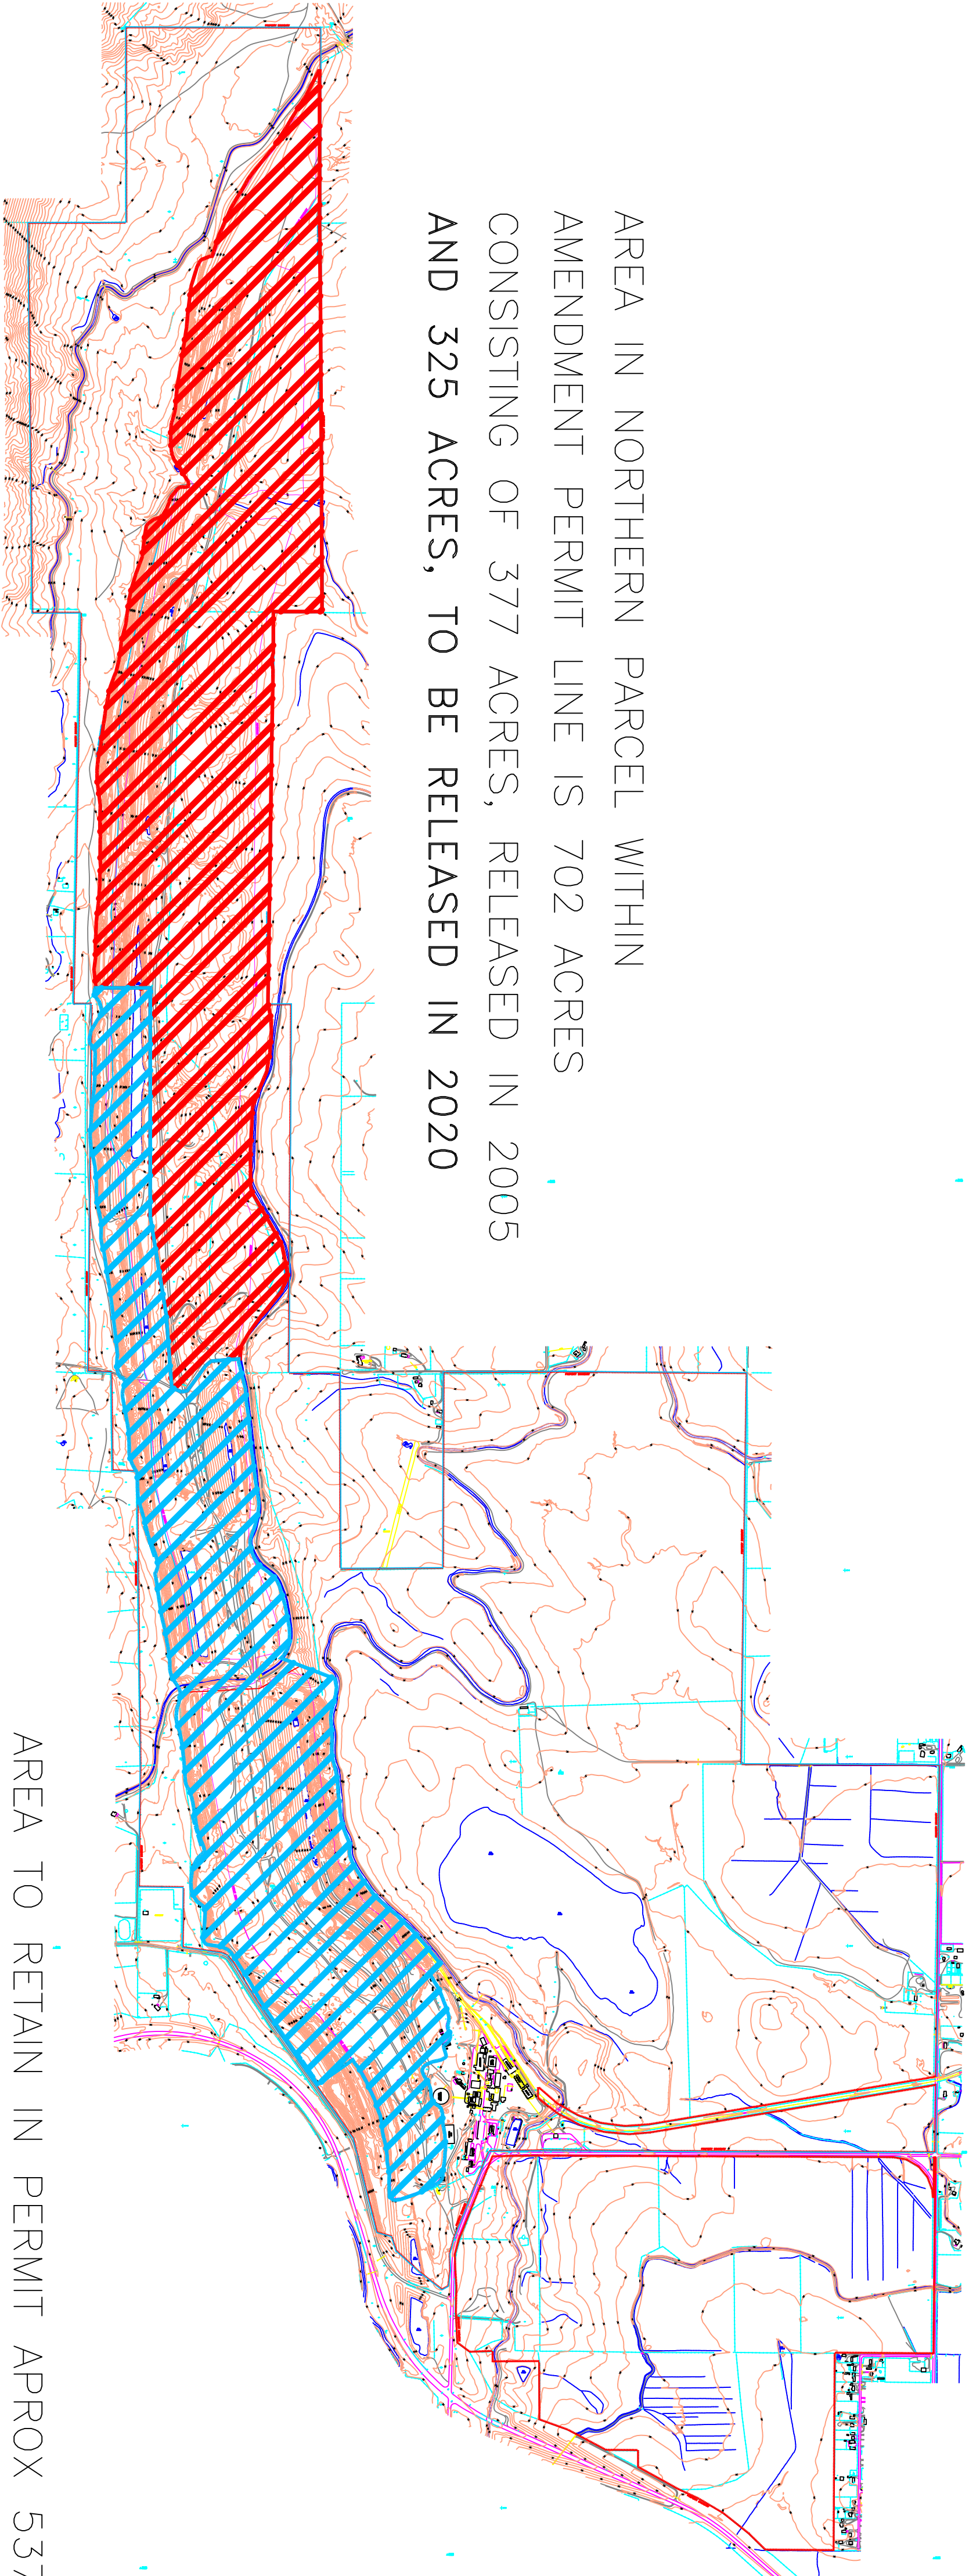 AREA IN NORTHERN PARCEL WITHIN
AMENDMENT PERMIT LINE IS 702 ACRES
CONSISTING OF 377 ACRES, RELEASED IN 2005
AND 325 ACRES, TO BE RELEASED IN 2020
AREA TO RETAIN IN PERMIT APROX 537